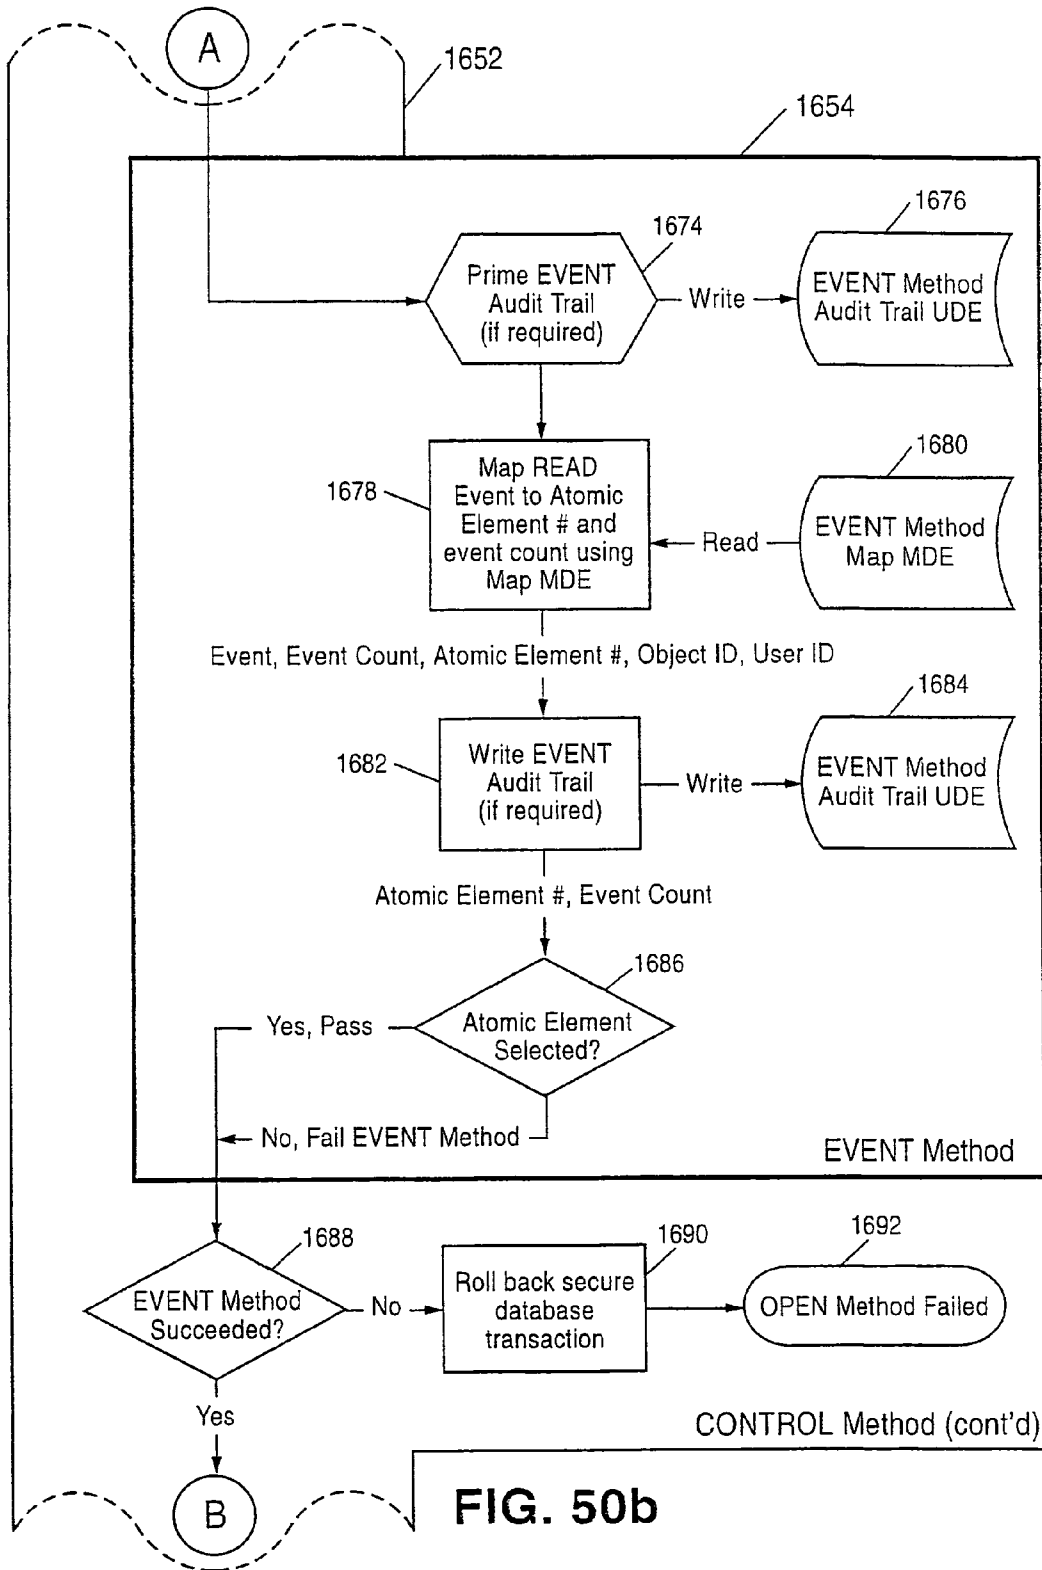 A
1652
1654
1674
1676
Prime EVENT
Audit Trail
(if required)
Write
EVENT Method
Audit Trail UDE
1678
Map READ
Event to Atomic
Element # and
event count using
Map MDE
Read
1680
EVENT Method
Map MDE
Event, Event Count, Atomic Element #, Object ID, User ID
1682
Write EVENT
Audit Trail
(if required)
Write
1684
EVENT Method
Audit Trail UDE
Atomic Element #, Event Count
1686
Atomic Element
Selected?
Yes, Pass
No, Fail EVENT Method
EVENT Method
1688
EVENT Method
Succeeded?
No
1690
Roll back secure
database
transaction
1692
OPEN Method Failed
Yes
CONTROL Method (cont'd)
B
FIG. 50b